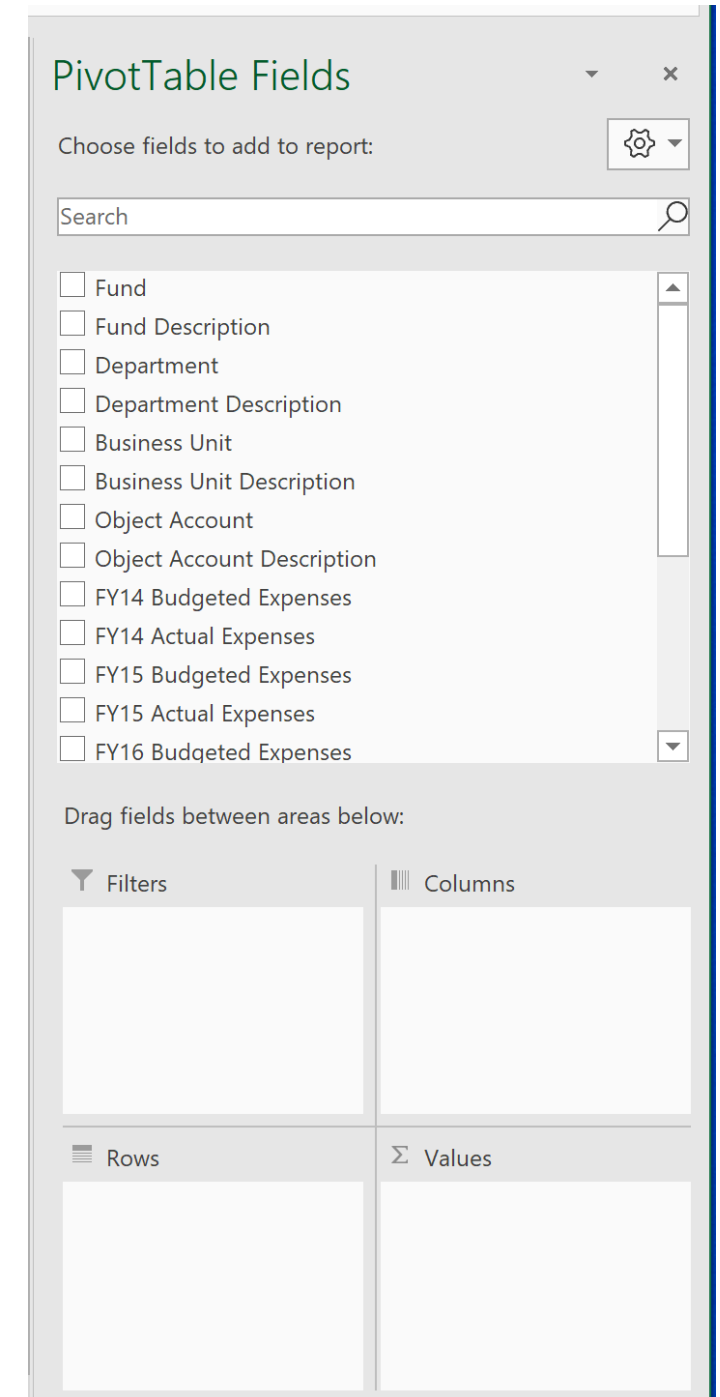 PivotTable Fields
Choose fields to add to report:
Search
Fund
Fund Description
Department
Department Description
Business Unit
Business Unit Description
Object Account
Object Account Description
FY14 Budgeted Expenses
FY14 Actual Expenses
FY15 Budgeted Expenses
FY15 Actual Expenses
FY16 Budgeted Expenses
Drag fields between areas below:
Filters
Columns
Rows
Σ Values